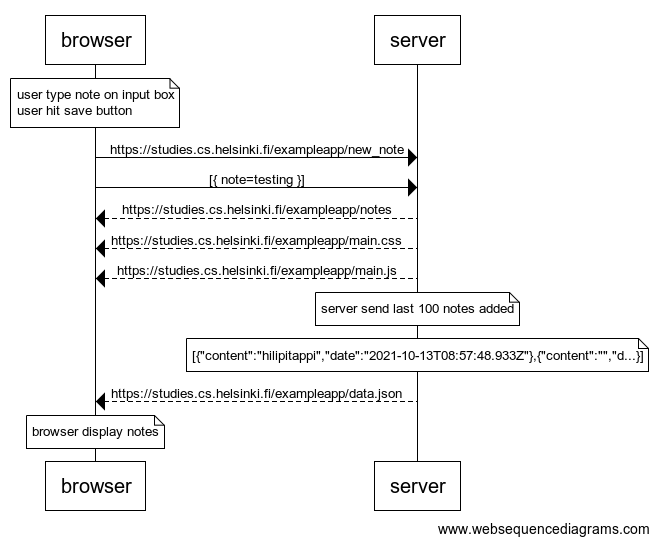 browser
server
user type note on input box
user hit save button
https://studies.cs.helsinki.fi/exampleapp/new_note
[{ note=testing }]
https://studies.cs.helsinki.fi/exampleapp/notes
https://studies.cs.helsinki.fi/exampleapp/main.css
https://studies.cs.helsinki.fi/exampleapp/main.js
server send last 100 notes added
[{"content":"hilipitappi","date":"2021-10-13T08:57:48.933Z"},{"content":"","d...}]
https://studies.cs.helsinki.fi/exampleapp/data.json
browser display notes
browser
server
www.websequencediagrams.com